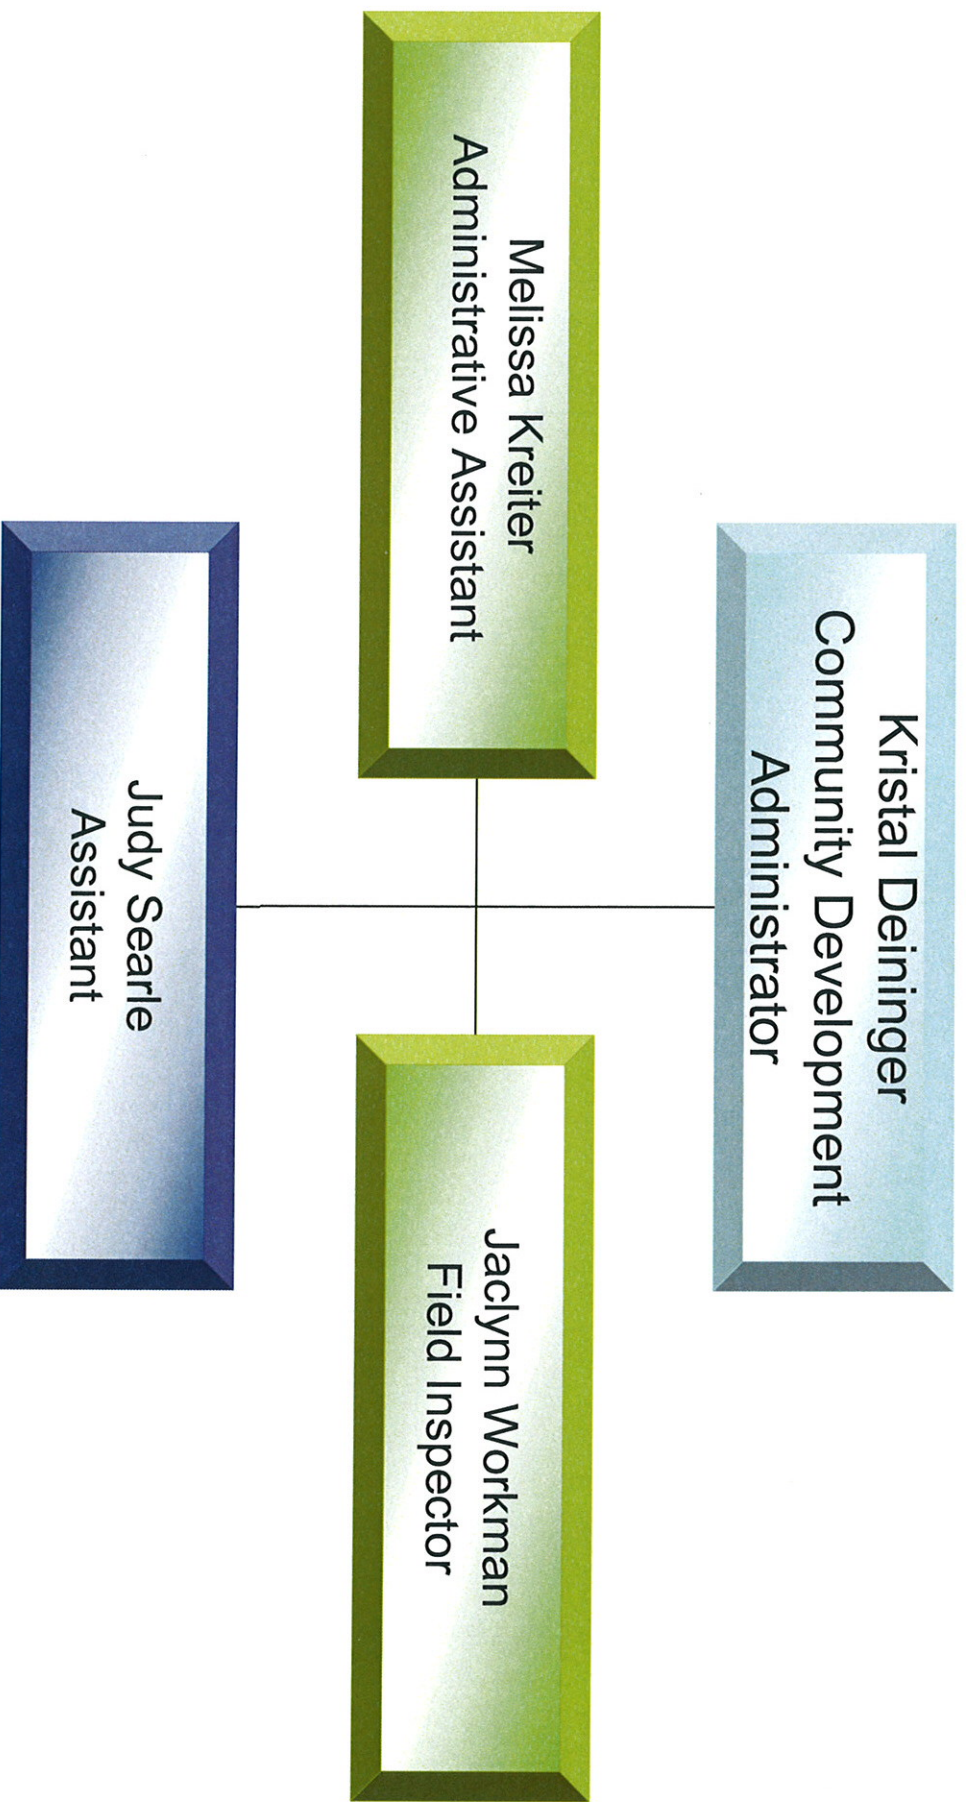 Kristal Deininger
Community Development
Administrator
Melissa Kreiter
Administrative Assistant
Jaclynn Workman
Field Inspector
Judy Searle
Assistant